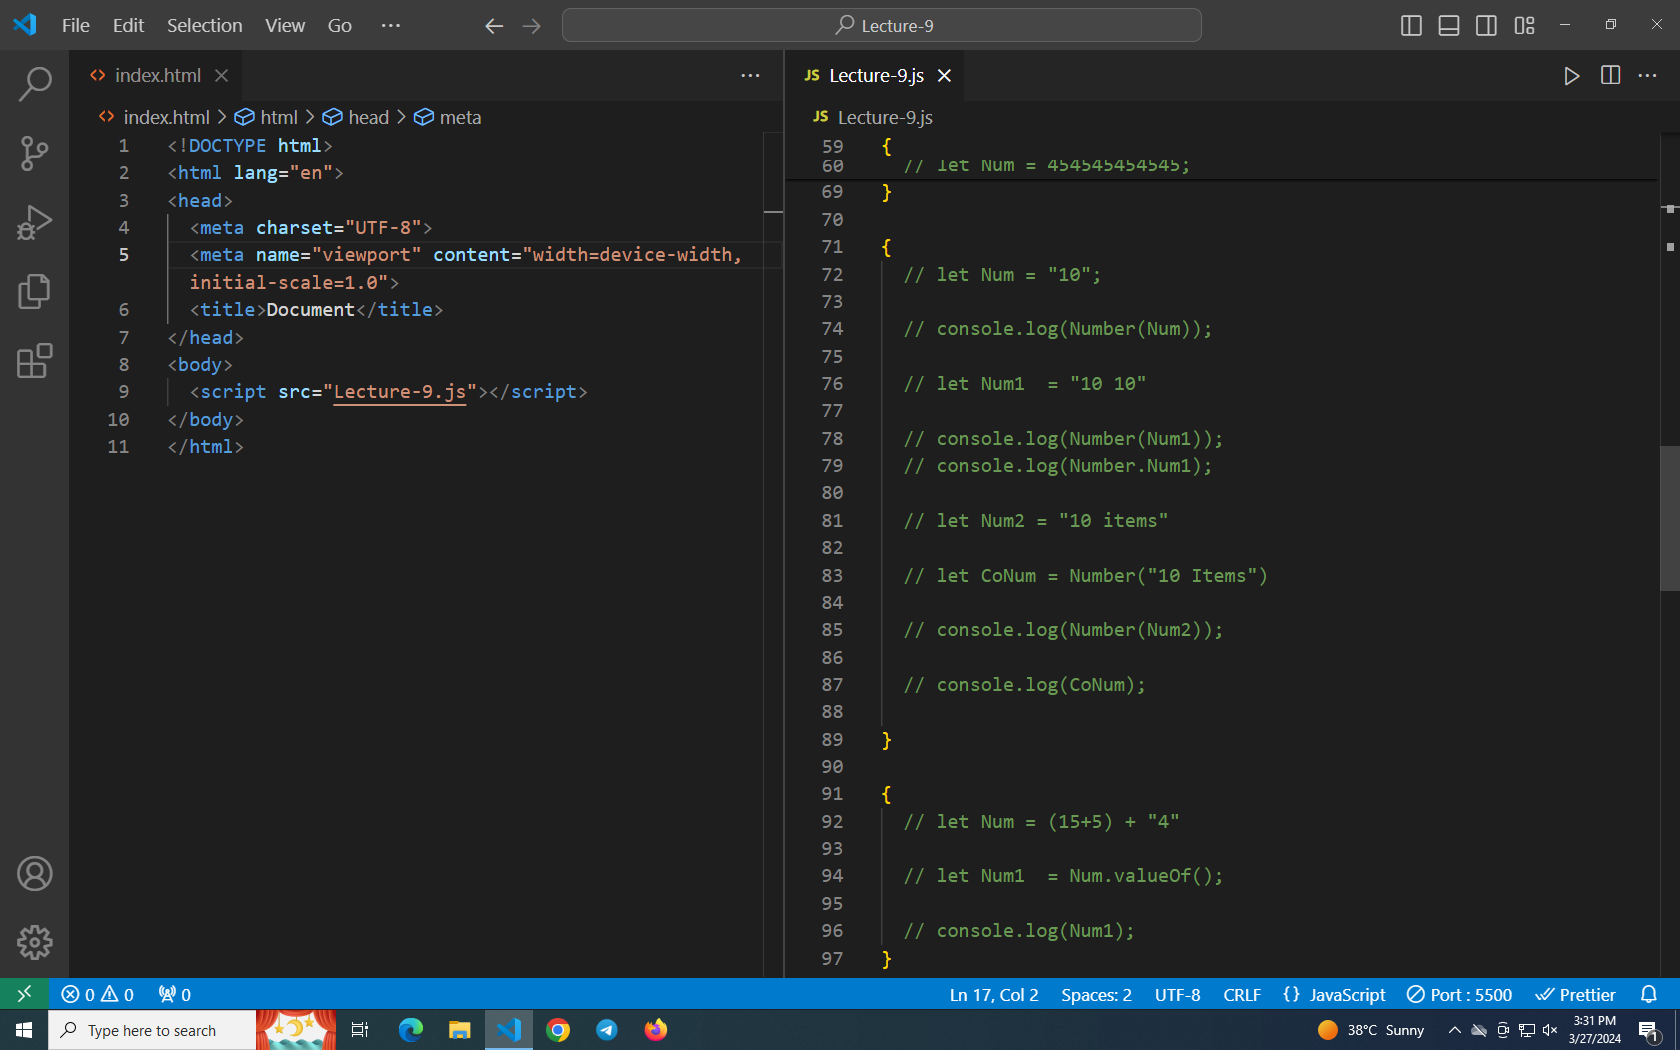 File Edit Selection View Go ···
Lecture-9
index.html
index.html > html > head > meta
1 <!DOCTYPE html>
2 <html lang="en">
3 <head>
4 <meta charset="UTF-8">
5 <meta name="viewport" content="width=device-width,
initial-scale=1.0">
6 <title>Document</title>
7 </head>
8 <body>
9 <script src="Lecture-9.js"></script>
10 </body>
11 </html>
JS Lecture-9.js
JS Lecture-9.js
59 {
60 // let Num = 454545454545;
69 }
70
71 {
72 // let Num = "10";
73
74 // console.log(Number(Num));
75
76 // let Num1  = "10 10"
77
78 // console.log(Number(Num1));
79 // console.log(Number.Num1);
80
81 // let Num2 = "10 items"
82
83 // let CoNum = Number("10 Items")
84
85 // console.log(Number(Num2));
86
87 // console.log(CoNum);
88
89 }
90
91 {
92 // let Num = (15+5) + "4"
93
94 // let Num1  = Num.valueOf();
95
96 // console.log(Num1);
97 }
0 0 0 Ln 17, Col 2 Spaces: 2 UTF-8 CRLF {} JavaScript Port : 5500 Prettier
Type here to search
38°C Sunny
3:31 PM
3/27/2024
1